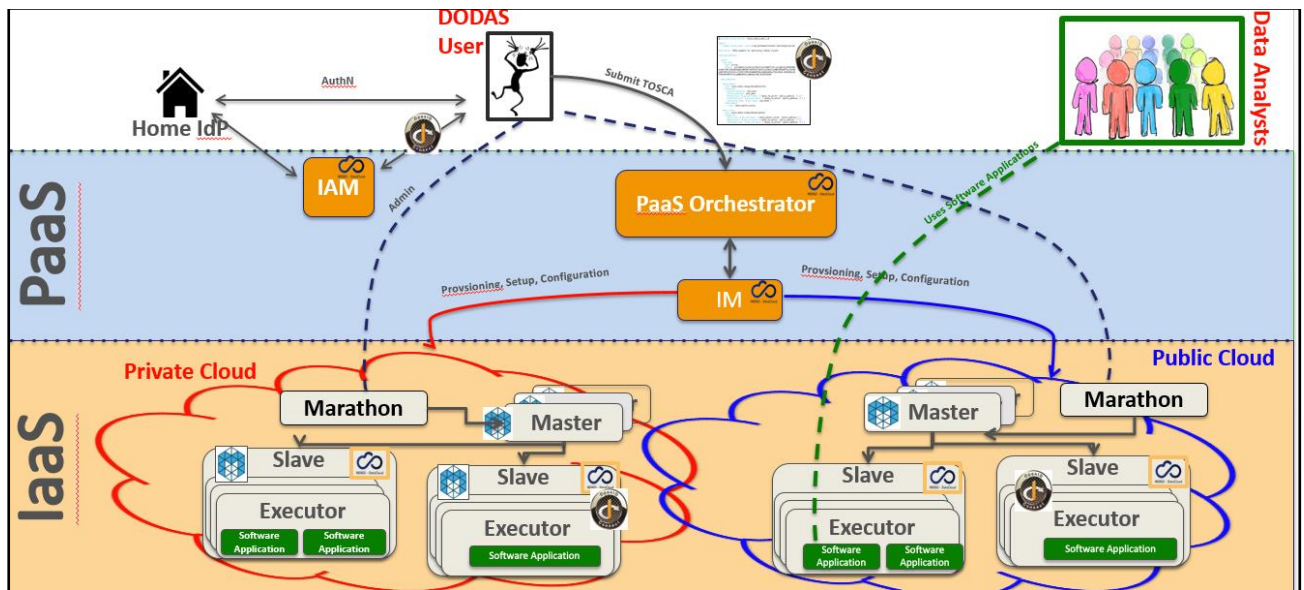 DODAS
User
Data Analysts
AuthN
Submit TOSCA
Home IdP
PaaS
IAM
Admin
PaaS Orchestrator
Uses Software Applications
Provsioning, Setup, Configuration
Provsioning, Setup, Configuration
IM
IaaS
Private Cloud
Public Cloud
Marathon
Master
Master
Marathon
Slave
Slave
Slave
Slave
Executor
Executor
Executor
Executor
Software
Application
Software
Application
Software Application
Software
Application
Software
Application
Software Application